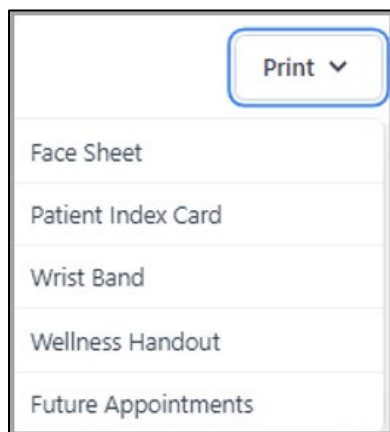 Print
Face Sheet
Patient Index Card
Wrist Band
Wellness Handout
Future Appointments